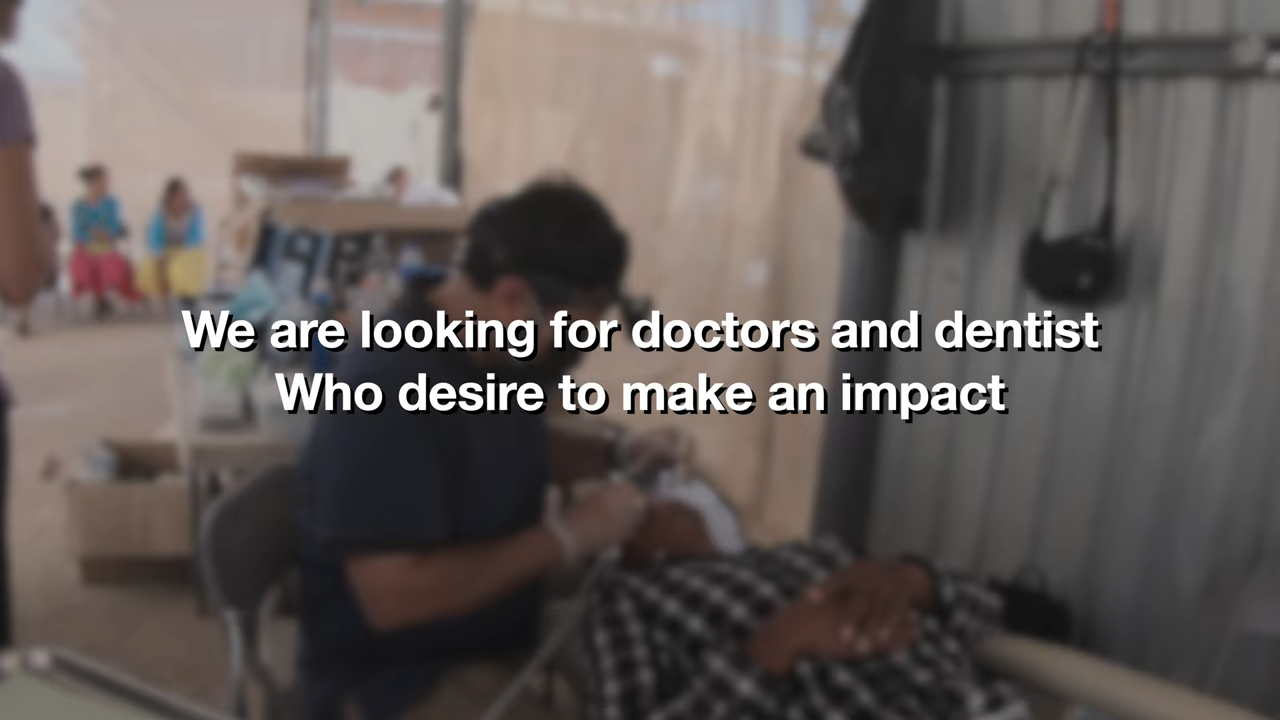 We are looking for doctors and dentist
Who desire to make an impact